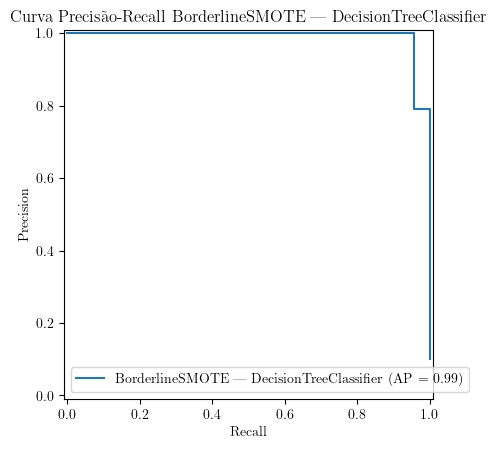 Curva Precisão-Recall BorderlineSMOTE — DecisionTreeClassifier
1.0
0.8
0.6
0.4
0.2
0.0
Precision
BorderlineSMOTE — DecisionTreeClassifier (AP = 0.99)
0.0 0.2 0.4 0.6 0.8 1.0
Recall